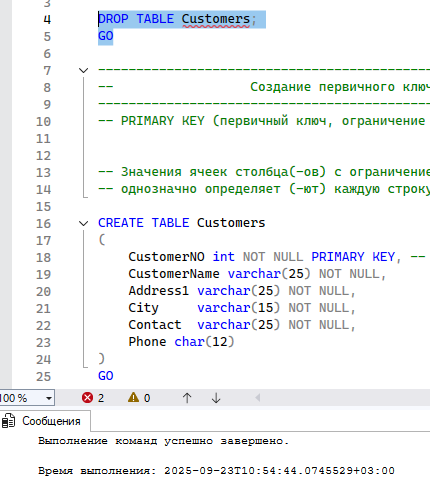 3
4 DROP TABLE Customers;
5 GO
6
7 --------------------------------------------
8 -- Создание первичного ключ
9 --------------------------------------------
10 -- PRIMARY KEY (первичный ключ, ограничение
11
12
13 -- Значения ячеек столбца(-ов) с ограничение
14 -- однозначно определяет (-ют) каждую строку
15
16 CREATE TABLE Customers
17 (
18 CustomerNO int NOT NULL PRIMARY KEY, --
19 CustomerName varchar(25) NOT NULL,
20 Address1 varchar(25) NOT NULL,
21 City varchar(15) NOT NULL,
22 Contact varchar(25) NOT NULL,
23 Phone char(12)
24 )
25 GO
100 % 2 0
Сообщения
Выполнение команд успешно завершено.
Время выполнения: 2025-09-23T10:54:44.0745529+03:00